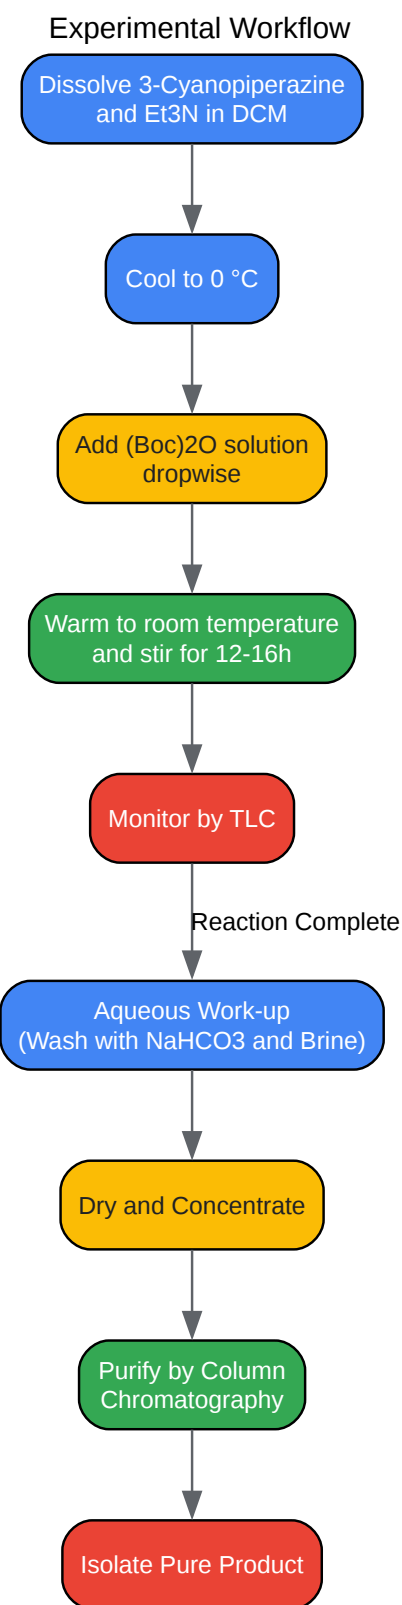 Experimental Workflow
Dissolve 3-Cyanopiperazine
and Et3N in DCM
Cool to 0 °C
Add (Boc)2O solution
dropwise
Warm to room temperature
and stir for 12-16h
Monitor by TLC
Reaction Complete
Aqueous Work-up
(Wash with NaHCO3 and Brine)
Dry and Concentrate
Purify by Column
Chromatography
Isolate Pure Product